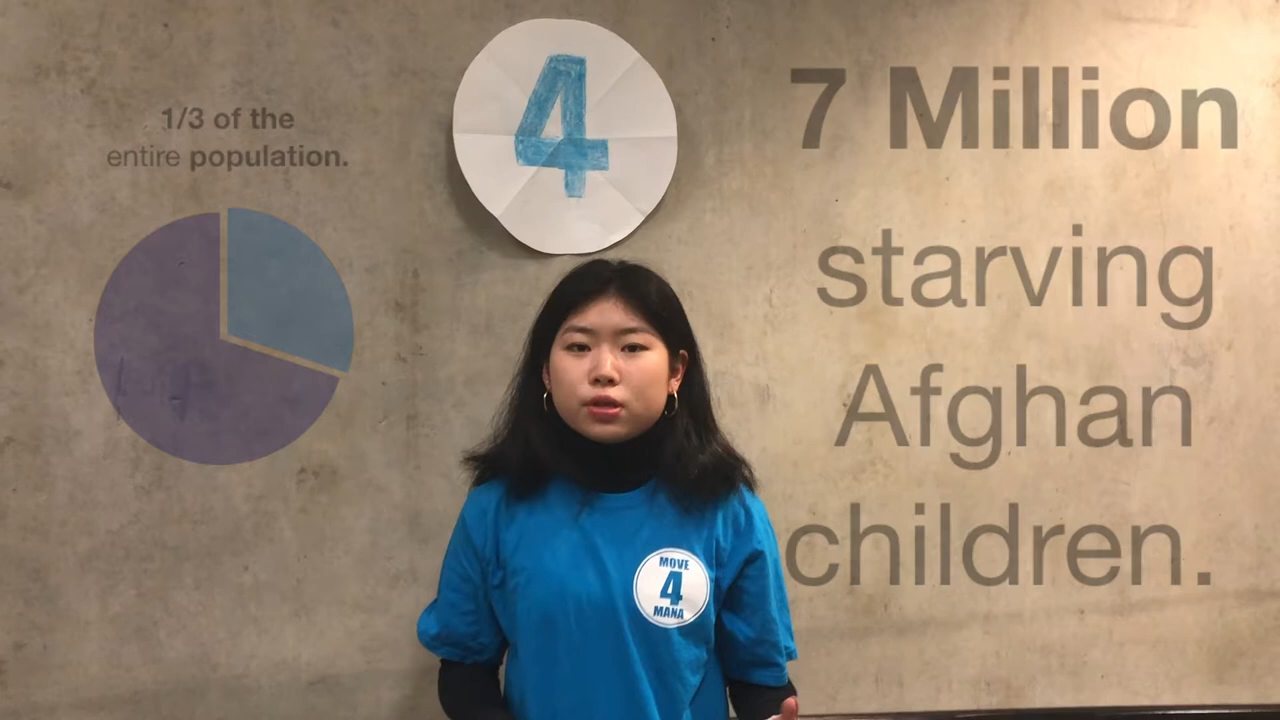 1/3 of the
entire population.
4
7 Million
starving
Afghan
children.
MOVE
4
MANA